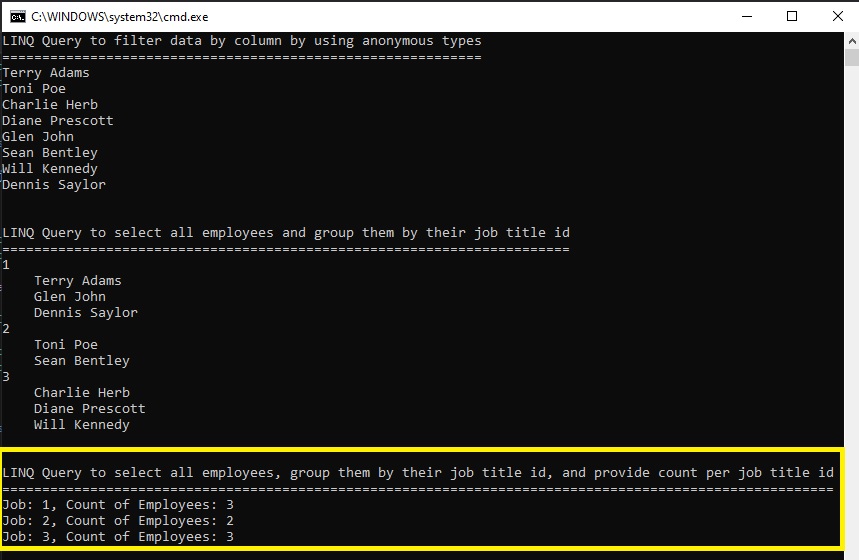 C:\WINDOWS\system32\cmd.exe
LINQ Query to filter data by column by using anonymous types
============================================================
Terry Adams
Toni Poe
Charlie Herb
Diane Prescott
Glen John
Sean Bentley
Will Kennedy
Dennis Saylor
LINQ Query to select all employees and group them by their job title id
=======================================================================
1
    Terry Adams
    Glen John
    Dennis Saylor
2
    Toni Poe
    Sean Bentley
3
    Charlie Herb
    Diane Prescott
    Will Kennedy
LINQ Query to select all employees, group them by their job title id, and provide count per job title id
========================================================================================================
Job: 1, Count of Employees: 3
Job: 2, Count of Employees: 2
Job: 3, Count of Employees: 3